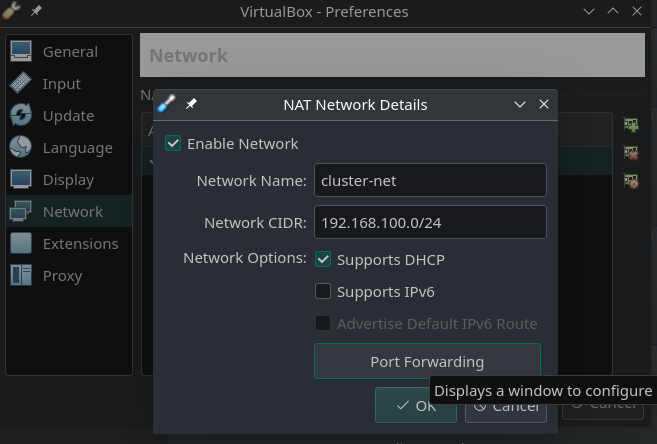 VirtualBox - Preferences
General
Input
Update
Language
Display
Network
Extensions
Proxy
Network
NAT Network Details
Enable Network
Network Name: cluster-net
Network CIDR: 192.168.100.0/24
Network Options: Supports DHCP
Supports IPv6
Advertise Default IPv6 Route
Port Forwarding
Displays a window to configure
OK Cancel
Cancel